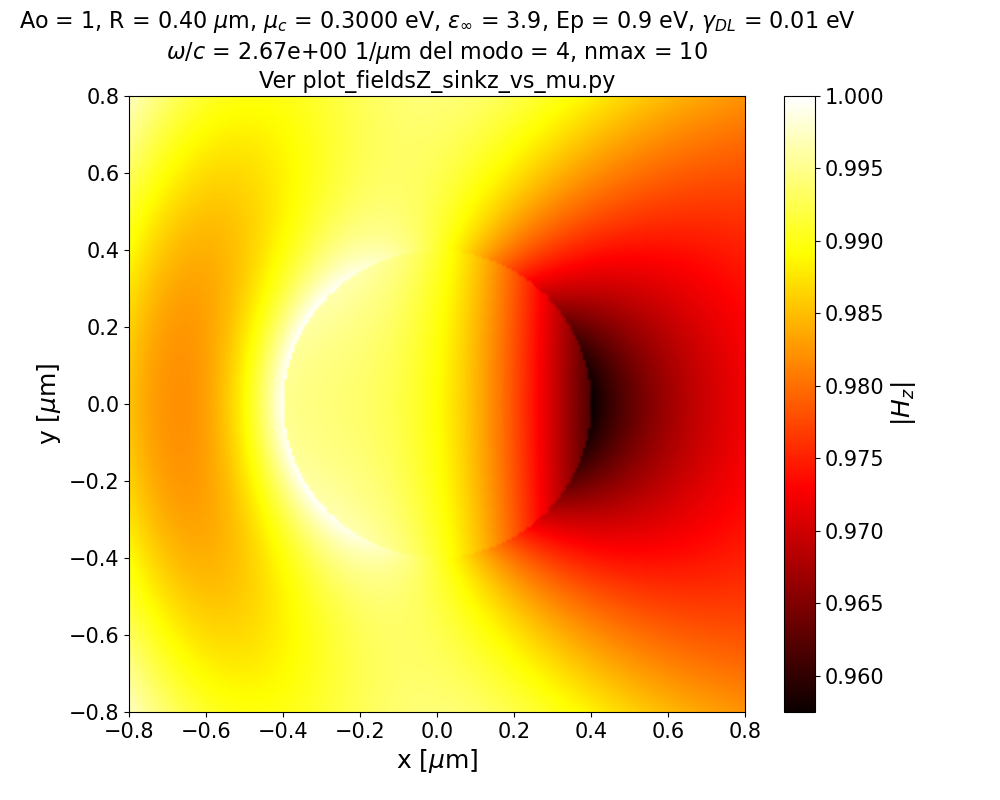 Ao = 1, R = 0.40 μm, μ_c = 0.3000 eV, ε_∞ = 3.9, Ep = 0.9 eV, γ_DL = 0.01 eV
ω/c = 2.67e+00 1/μm del modo = 4, nmax = 10
Ver plot_fieldsZ_sinkz_vs_mu.py
0.8
0.6
0.4
0.2
0.0
−0.2
−0.4
−0.6
−0.8
y [μm]
−0.8 −0.6 −0.4 −0.2 0.0 0.2 0.4 0.6 0.8
x [μm]
1.000
0.995
0.990
0.985
0.980
0.975
0.970
0.965
0.960
|H_z|